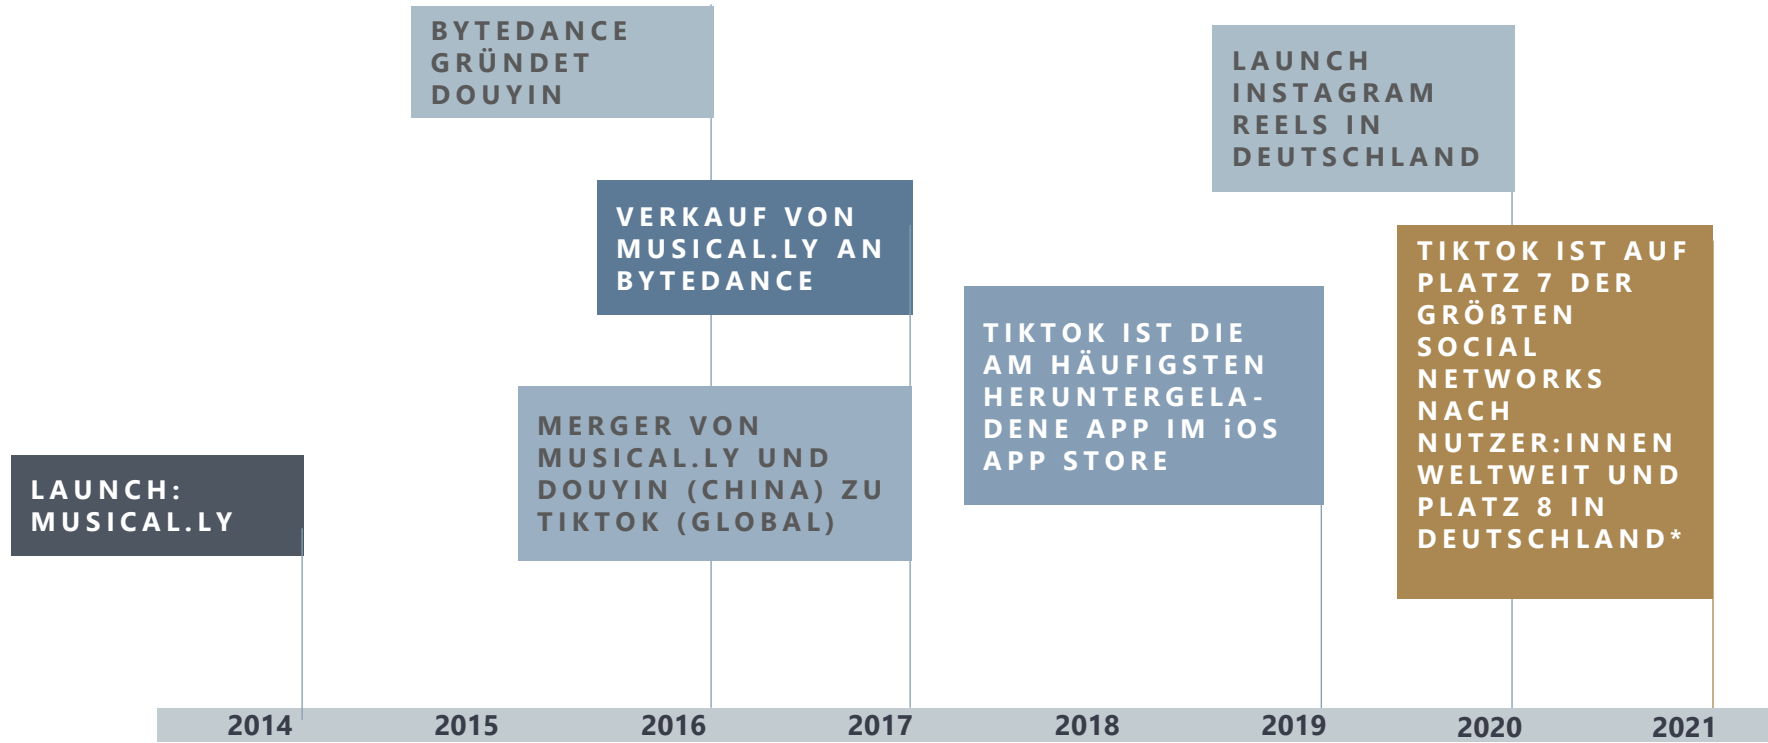 BYTEDANCE
GRÜNDET
DOUYIN
LAUNCH
INSTAGRAM
REELS IN
DEUTSCHLAND
VERKAUF VON
MUSICAL.LY AN
BYTEDANCE
TIKTOK IST AUF
PLATZ 7 DER
GRÖßTEN
SOCIAL
NETWORKS
NACH
NUTZER:INNEN
WELTWEIT UND
PLATZ 8 IN
DEUTSCHLAND*
TIKTOK IST DIE
AM HÄUFIGSTEN
HERUNTERGELA-
DENE APP IM iOS
APP STORE
MERGER VON
MUSICAL.LY UND
DOUYIN (CHINA) ZU
TIKTOK (GLOBAL)
LAUNCH:
MUSICAL.LY
2014 2015 2016 2017 2018 2019 2020 2021